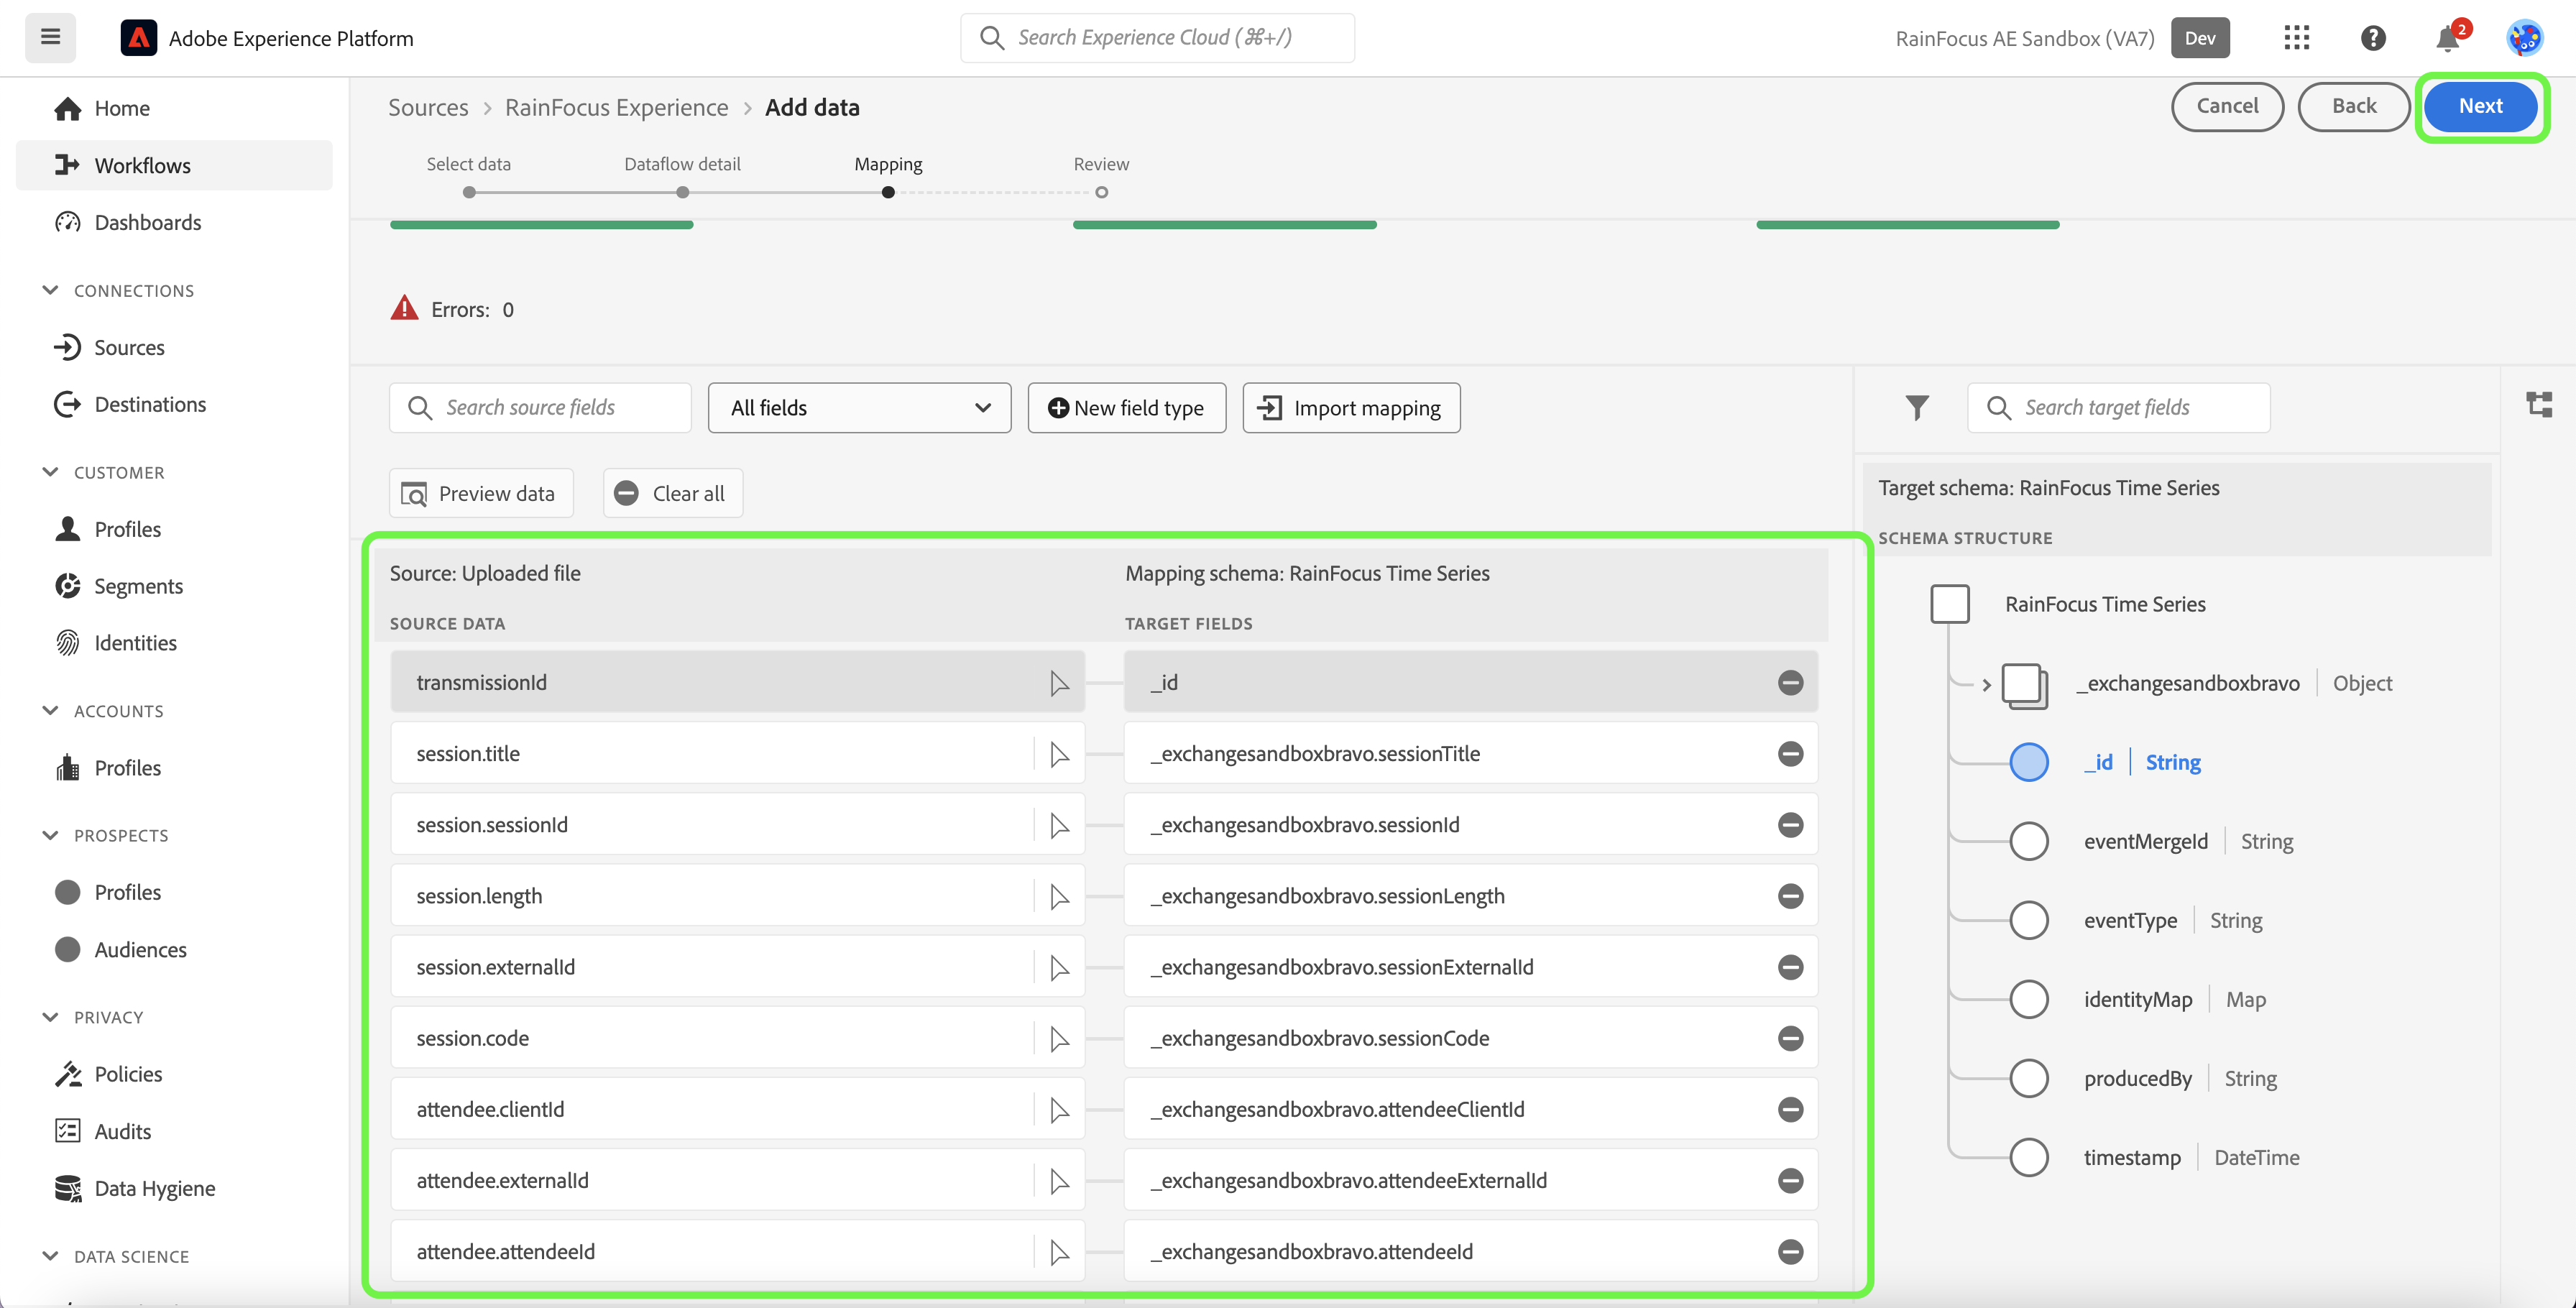 Adobe Experience Platform
Search Experience Cloud (⌘+/)
RainFocus AE Sandbox (VA7)
Dev
2
Home
Workflows
Dashboards
CONNECTIONS
Sources
Destinations
CUSTOMER
Profiles
Segments
Identities
ACCOUNTS
Profiles
PROSPECTS
Profiles
Audiences
PRIVACY
Policies
Audits
Data Hygiene
DATA SCIENCE
Sources > RainFocus Experience > Add data
Cancel
Back
Next
Select data
Dataflow detail
Mapping
Review
Errors: 0
Search source fields
All fields
New field type
Import mapping
Preview data
Clear all
Source: Uploaded file
Mapping schema: RainFocus Time Series
SOURCE DATA
TARGET FIELDS
transmissionId
_id
session.title
_exchangesandboxbravo.sessionTitle
session.sessionId
_exchangesandboxbravo.sessionId
session.length
_exchangesandboxbravo.sessionLength
session.externalId
_exchangesandboxbravo.sessionExternalId
session.code
_exchangesandboxbravo.sessionCode
attendee.clientId
_exchangesandboxbravo.attendeeClientId
attendee.externalId
_exchangesandboxbravo.attendeeExternalId
attendee.attendeeId
_exchangesandboxbravo.attendeeId
Search target fields
Target schema: RainFocus Time Series
SCHEMA STRUCTURE
RainFocus Time Series
_exchangesandboxbravo | Object
_id | String
eventMergeId | String
eventType | String
identityMap | Map
producedBy | String
timestamp | DateTime